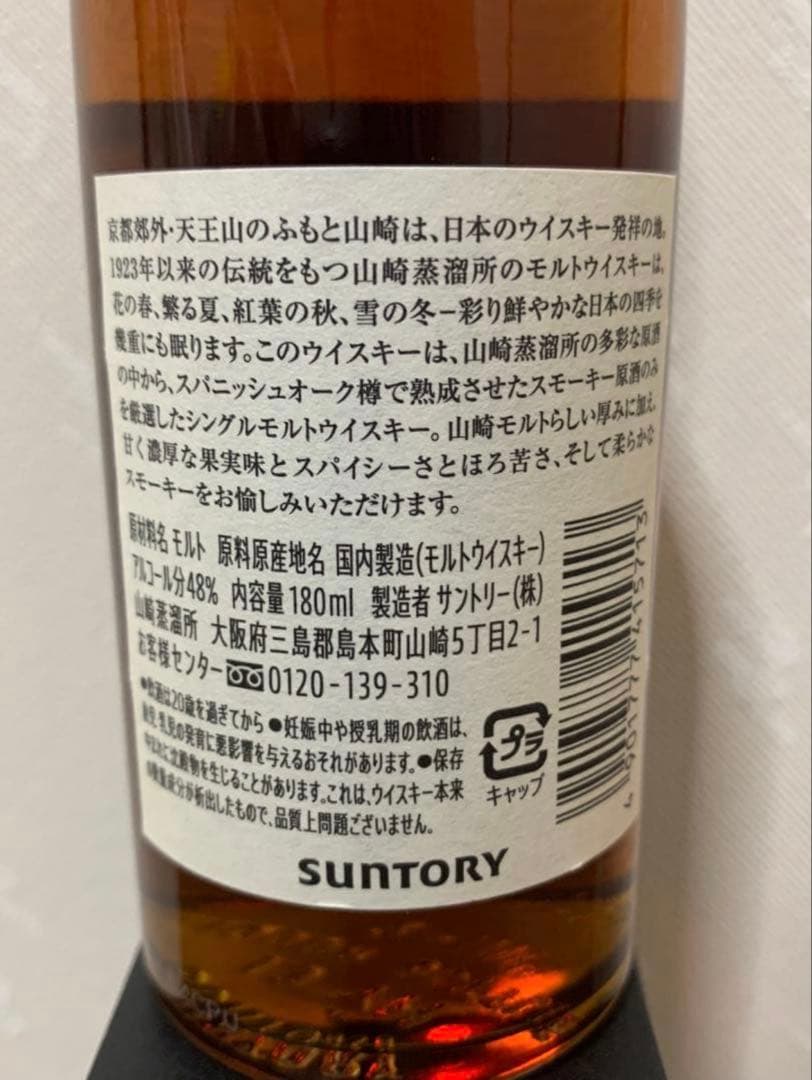 京都郊外・天王山のふもと山崎は、日本のウイスキー発祥の地。
1923年以来の伝統をもつ山崎蒸溜所のモルトウイスキーは、
花の春、繁る夏、紅葉の秋、雪の冬−彩り鮮やかな日本の四季を
幾重にも眠ります。このウイスキーは、山崎蒸溜所の多彩な原酒
の中から、スパニッシュオーク樽で熟成させたスモーキー原酒のみ
を厳選したシングルモルトウイスキー。山崎モルトらしい厚みに加え、
甘く濃厚な果実味とスパイシーさとほろ苦さ、そして柔らかな
スモーキーをお愉しみいただけます。
原材料名 モルト 原料原産地名 国内製造(モルトウイスキー)
アルコール分48% 内容量180ml 製造者 サントリー(株)
山崎蒸溜所 大阪府三島郡島本町山崎5丁目2-1
お客様センター 0120-139-310
●飲酒は20歳を過ぎてから ●妊娠中や授乳期の飲酒は、
胎児・乳児の発育に悪影響を与えるおそれがあります。●保存
中まれに沈殿物を生じることがあります。これは、ウイスキー本来
の微量成分が析出したもので、品質上問題ございません。
プラ
キャップ
SUNTORY